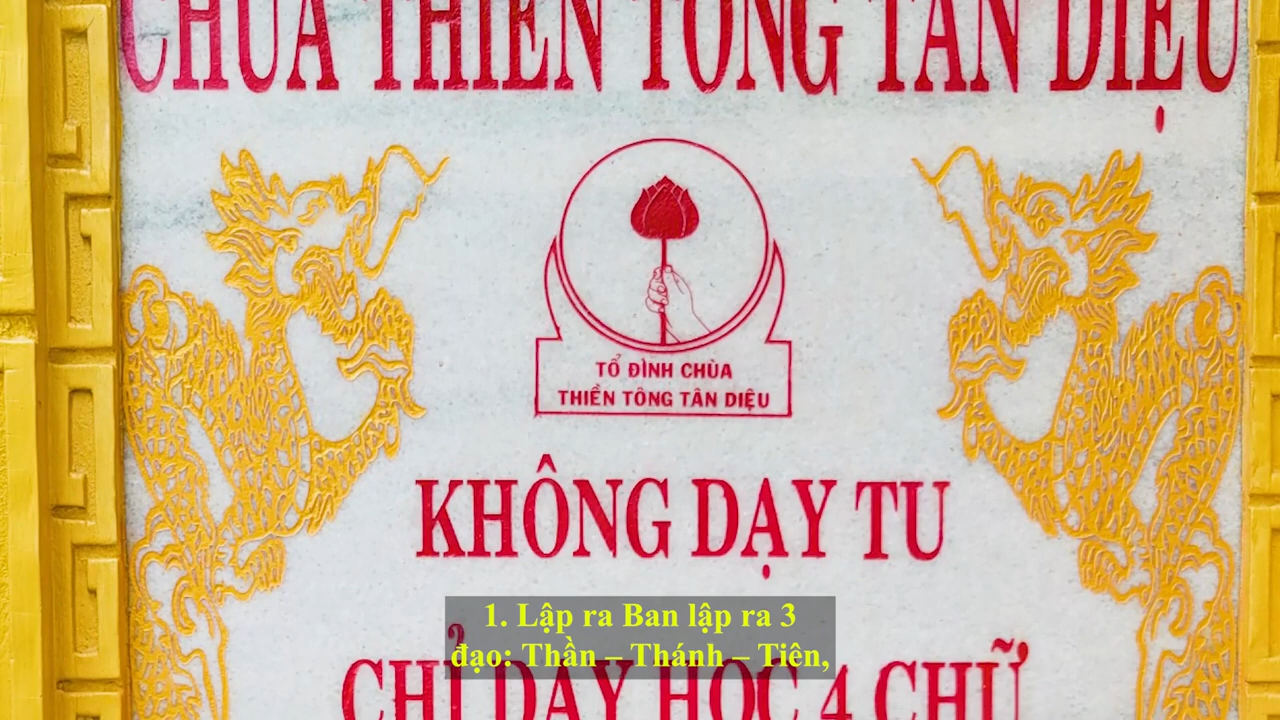 CHÙA THIỀN TÔNG TÂN DIỆU
TỔ ĐÌNH CHÙA
THIỀN TÔNG TÂN DIỆU
KHÔNG DẠY TU
1. Lập ra Ban lập ra 3
đạo: Thần – Thánh – Tiên,
CHỈ DẠY HỌC 4 CHỮ